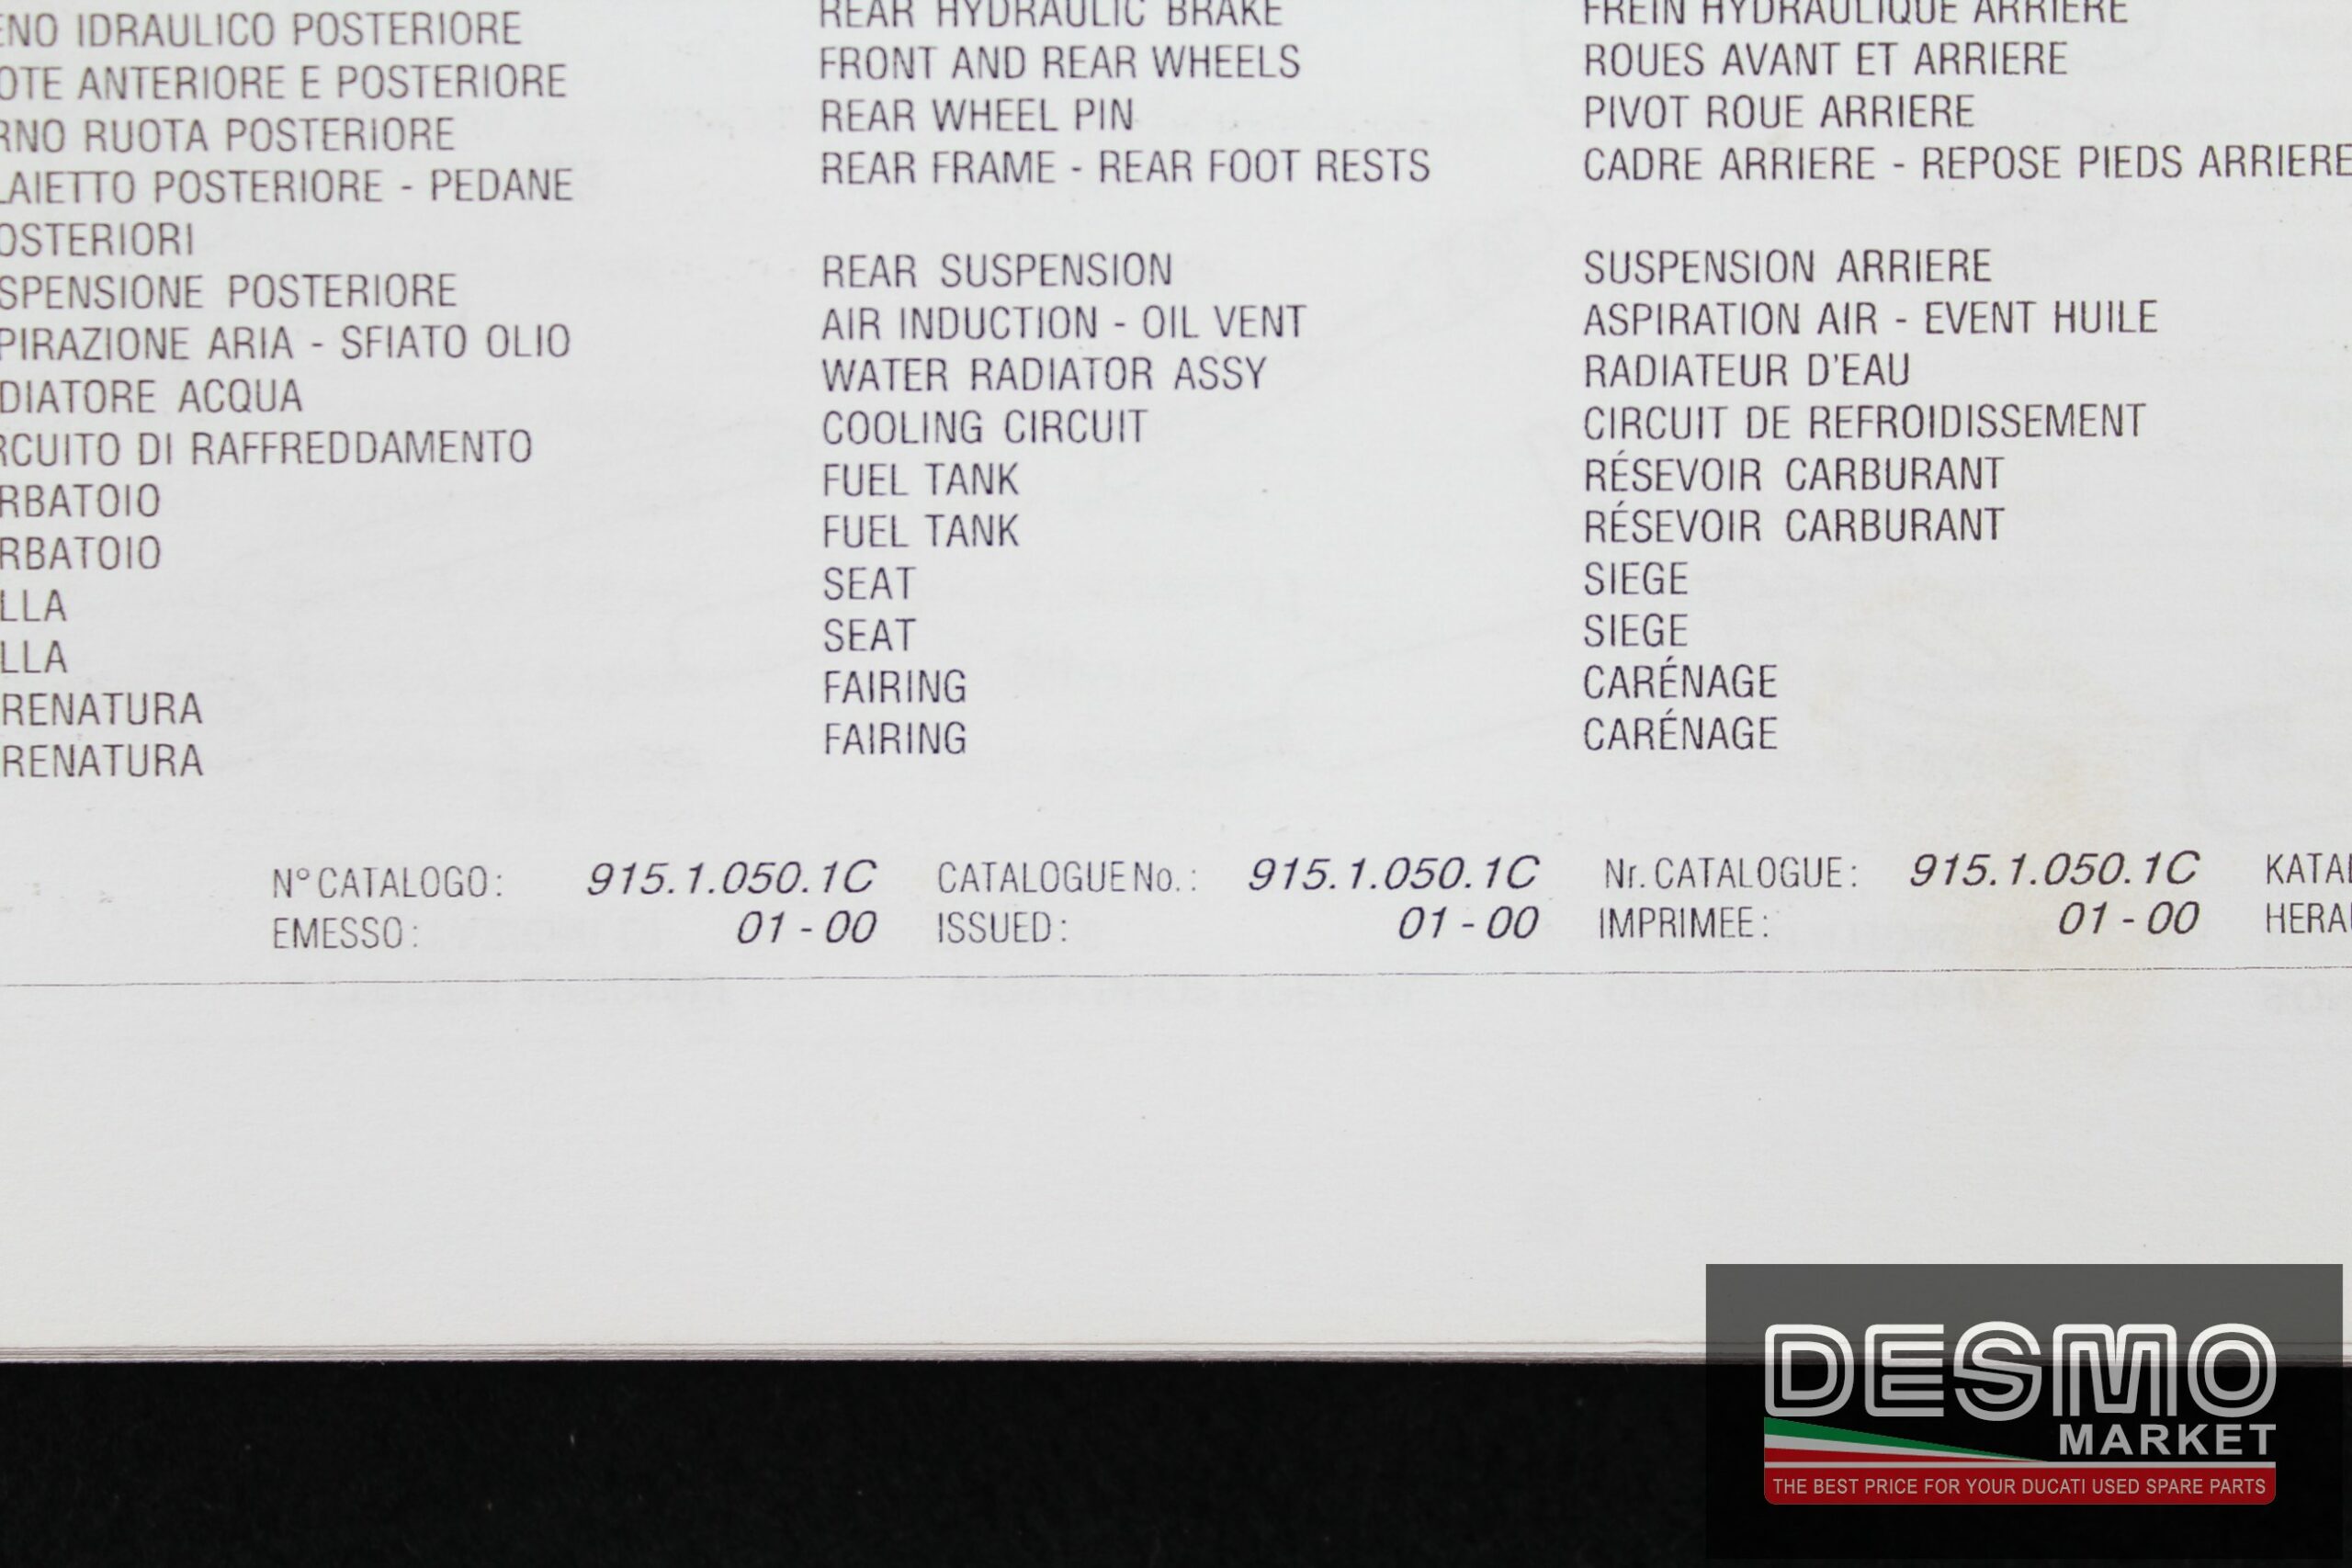 ENO IDRAULICO POSTERIORE
OTE ANTERIORE E POSTERIORE
RNO RUOTA POSTERIORE
LAIETTO POSTERIORE - PEDANE
OSTERIORI
SPENSIONE POSTERIORE
PIRAZIONE ARIA - SFIATO OLIO
DIATORE ACQUA
RCUITO DI RAFFREDDAMENTO
RBATOIO
RBATOIO
LLA
LLA
RENATURA
RENATURA
REAR HYDRAULIC BRAKE
FRONT AND REAR WHEELS
REAR WHEEL PIN
REAR FRAME - REAR FOOT RESTS
REAR SUSPENSION
AIR INDUCTION - OIL VENT
WATER RADIATOR ASSY
COOLING CIRCUIT
FUEL TANK
FUEL TANK
SEAT
SEAT
FAIRING
FAIRING
FREIN HYDRAULIQUE ARRIERE
ROUES AVANT ET ARRIERE
PIVOT ROUE ARRIERE
CADRE ARRIERE - REPOSE PIEDS ARRIERE
SUSPENSION ARRIERE
ASPIRATION AIR - EVENT HUILE
RADIATEUR D'EAU
CIRCUIT DE REFROIDISSEMENT
RÉSEVOIR CARBURANT
RÉSEVOIR CARBURANT
SIEGE
SIEGE
CARÉNAGE
CARÉNAGE
N° CATALOGO: 915.1.050.1C CATALOGUE No.: 915.1.050.1C Nr. CATALOGUE: 915.1.050.1C KATAL
EMESSO: 01 - 00 ISSUED: 01 - 00 IMPRIMEE: 01 - 00 HERAU
DESMO
MARKET
THE BEST PRICE FOR YOUR DUCATI USED SPARE PARTS